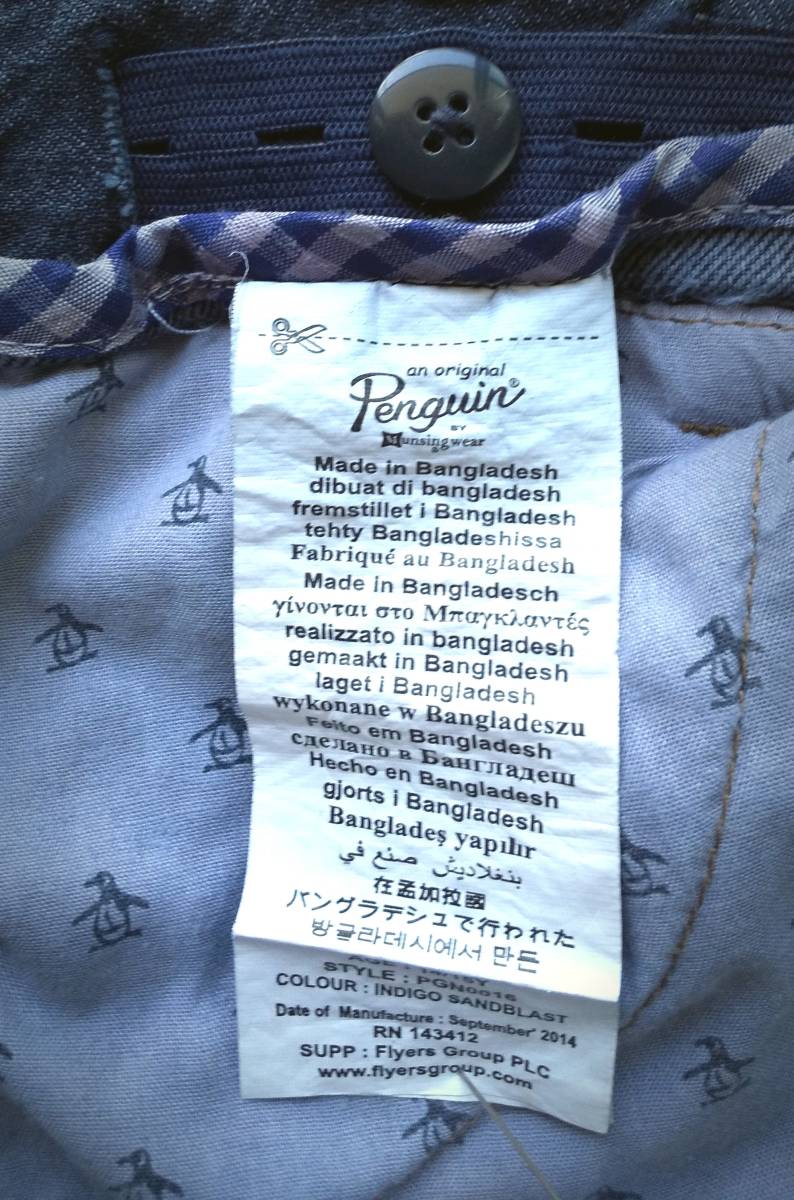 an original
Penguin®
BY
Munsingwear
Made in Bangladesh
dibuat di bangladesh
fremstillet i Bangladesh
tehty Bangladeshissa
Fabriqué au Bangladesh
Made in Bangladesch
γίνονται στο Μπαγκλαντές
realizzato in bangladesh
gemaakt in Bangladesh
laget i Bangladesh
wykonane w Bangladeszu
Feito em Bangladesh
сделано в Бангладеш
Hecho en Bangladesh
gjorts i Bangladesh
Bangladeş yapılır
بنغلاديش صنع في
在孟加拉國
バングラデシュで行われた
방글라데시에서 만든
STYLE : PGN0016
COLOUR : INDIGO SANDBLAST
Date of Manufacture : September' 2014
RN 143412
SUPP : Flyers Group PLC
www.flyersgroup.com